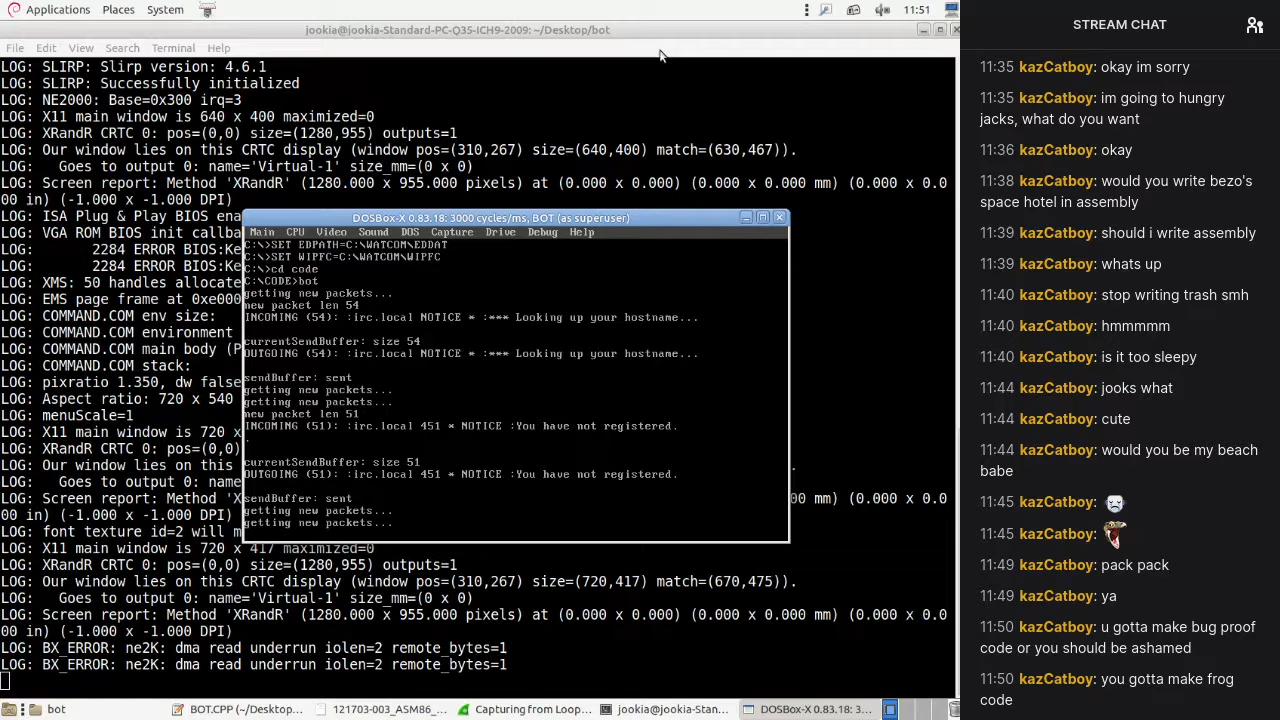 Applications Places System 11:51
jookia@jookia-Standard-PC-Q35-ICH9-2009: ~/Desktop/bot
File Edit View Search Terminal Help
LOG: SLIRP: Slirp version: 4.6.1
LOG: SLIRP: Successfully initialized
LOG: NE2000: Base=0x300 irq=3
LOG: X11 main window is 640 x 400 maximized=0
LOG: XRandR CRTC 0: pos=(0,0) size=(1280,955) outputs=1
LOG: Our window lies on this CRTC display (window pos=(310,267) size=(640,400) match=(630,467)).
LOG: Goes to output 0: name='Virtual-1' size_mm=(0 x 0)
LOG: Screen report: Method 'XRandR' (1280.000 x 955.000 pixels) at (0.000 x 0.000) (0.000 x 0.000 mm) (0.000 x 0.0
00 in) (-1.000 x -1.000 DPI)
LOG: ISA Plug & Play BIOS ena
LOG: VGA ROM BIOS init callba
LOG: 2284 ERROR BIOS:Ke
LOG: 2284 ERROR BIOS:Ke
LOG: XMS: 50 handles allocate
LOG: EMS page frame at 0xe000
LOG: COMMAND.COM env size:
LOG: COMMAND.COM environment
LOG: COMMAND.COM main body (P
LOG: COMMAND.COM stack:
LOG: pixratio 1.350, dw false
LOG: Aspect ratio: 720 x 540
LOG: menuScale=1
LOG: X11 main window is 720 x
LOG: XRandR CRTC 0: pos=(0,0)
LOG: Our window lies on this .
LOG: Goes to output 0: name
LOG: Screen report: Method 'X 00 mm) (0.000 x 0.0
00 in) (-1.000 x -1.000 DPI)
LOG: font texture id=2 will m
LOG: X11 main window is 720 x 417 maximized=0
LOG: XRandR CRTC 0: pos=(0,0) size=(1280,955) outputs=1
LOG: Our window lies on this CRTC display (window pos=(310,267) size=(720,417) match=(670,475)).
LOG: Goes to output 0: name='Virtual-1' size_mm=(0 x 0)
LOG: Screen report: Method 'XRandR' (1280.000 x 955.000 pixels) at (0.000 x 0.000) (0.000 x 0.000 mm) (0.000 x 0.0
00 in) (-1.000 x -1.000 DPI)
LOG: BX_ERROR: ne2K: dma read underrun iolen=2 remote_bytes=1
LOG: BX_ERROR: ne2K: dma read underrun iolen=2 remote_bytes=1
DOSBox-X 0.83.18: 3000 cycles/ms, BOT (as superuser)
Main CPU Video Sound DOS Capture Drive Debug Help
C:\>SET EDPATH=C:\WATCOM\EDDAT
C:\>SET WIPFC=C:\WATCOM\WIPFC
C:\>cd code
C:\CODE>bot
getting new packets...
new packet len 54
INCOMING (54): :irc.local NOTICE * :*** Looking up your hostname...
currentSendBuffer: size 54
OUTGOING (54): :irc.local NOTICE * :*** Looking up your hostname...
sendBuffer: sent
getting new packets...
getting new packets...
new packet len 51
INCOMING (51): :irc.local 451 * NOTICE :You have not registered.
.
currentSendBuffer: size 51
OUTGOING (51): :irc.local 451 * NOTICE :You have not registered.
sendBuffer: sent
getting new packets...
getting new packets...
bot BOT.CPP (~/Desktop... 121703-003_ASM86_... Capturing from Loop... jookia@jookia-Stan... DOSBox-X 0.83.18: 3...
STREAM CHAT
11:35 kazCatboy: okay im sorry
11:35 kazCatboy: im going to hungry
jacks, what do you want
11:36 kazCatboy: okay
11:38 kazCatboy: would you write bezo's
space hotel in assembly
11:39 kazCatboy: should i write assembly
11:39 kazCatboy: whats up
11:40 kazCatboy: stop writing trash smh
11:40 kazCatboy: hmmmmm
11:40 kazCatboy: is it too sleepy
11:44 kazCatboy: jooks what
11:44 kazCatboy: cute
11:44 kazCatboy: would you be my beach
babe
11:45 kazCatboy:
11:45 kazCatboy:
11:49 kazCatboy: pack pack
11:49 kazCatboy: ya
11:50 kazCatboy: u gotta make bug proof
code or you should be ashamed
11:50 kazCatboy: you gotta make frog
code